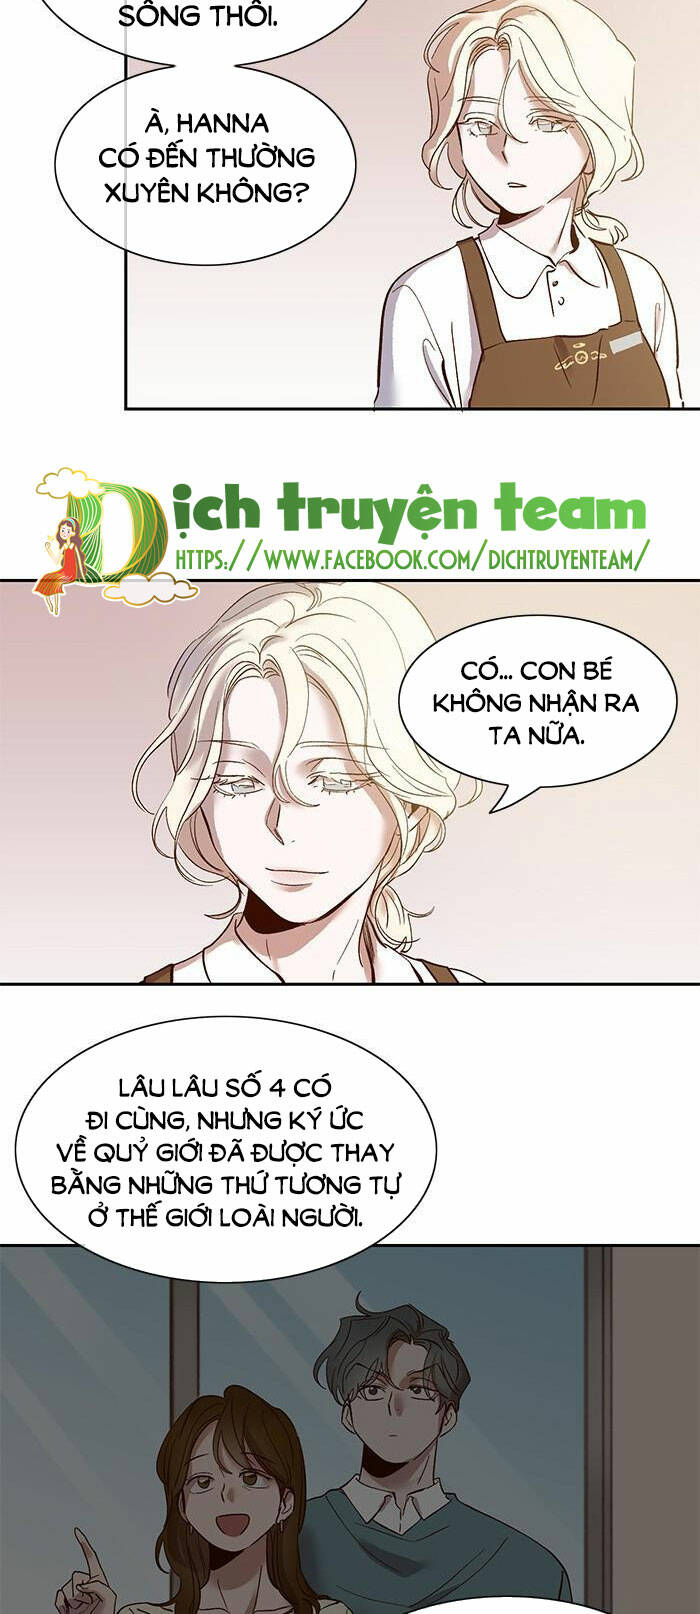 SỐNG THÔI.
À, HANNA
CÓ ĐẾN THƯỜNG
XUYÊN KHÔNG?
Dịch truyện team
HTTPS://WWW.FACEBOOK.COM/DICHTRUYENTEAM/
CÓ... CON BÉ
KHÔNG NHẬN RA
TA NỮA.
LÂU LÂU SỐ 4 CÓ
ĐI CÙNG, NHƯNG KÝ ỨC
VỀ QUỶ GIỚI ĐÃ ĐƯỢC THAY
BẰNG NHỮNG THỨ TƯƠNG TỰ
Ở THẾ GIỚI LOÀI NGƯỜI.